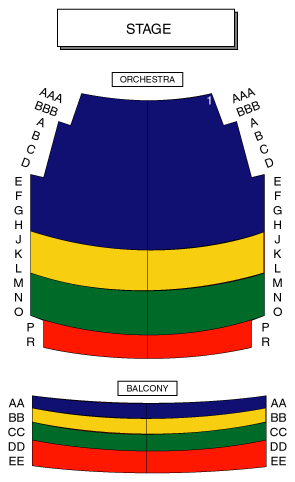 STAGE
ORCHESTRA
1
AAA AAA
BBB BBB
A A
B B
C C
D D
E E
F F
G G
H H
J J
K K
L L
M M
N N
O O
P P
R R
BALCONY
AA AA
BB BB
CC CC
DD DD
EE EE